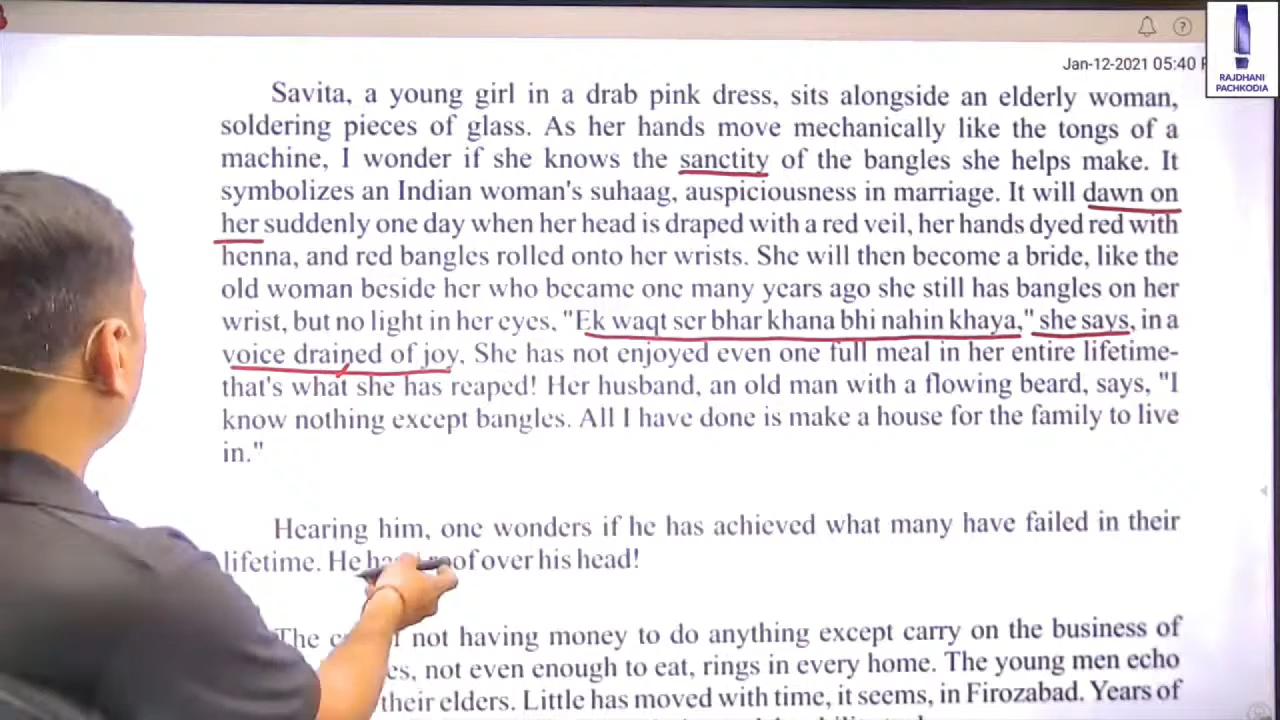 Jan-12-2021 05:40
RAJDHANI
PACHKODIA
Savita, a young girl in a drab pink dress, sits alongside an elderly woman,
soldering pieces of glass. As her hands move mechanically like the tongs of a
machine, I wonder if she knows the sanctity of the bangles she helps make. It
symbolizes an Indian woman's suhaag, auspiciousness in marriage. It will dawn on
her suddenly one day when her head is draped with a red veil, her hands dyed red with
henna, and red bangles rolled onto her wrists. She will then become a bride, like the
old woman beside her who became one many years ago she still has bangles on her
wrist, but no light in her eyes. "Ek waqt ser bhar khana bhi nahin khaya," she says, in a
voice drained of joy. She has not enjoyed even one full meal in her entire lifetime-
that's what she has reaped! Her husband, an old man with a flowing beard, says, "I
know nothing except bangles. All I have done is make a house for the family to live
in."
Hearing him, one wonders if he has achieved what many have failed in their
lifetime. He roof over his head!
The not having money to do anything except carry on the business of
not even enough to eat, rings in every home. The young men echo
their elders. Little has moved with time, it seems, in Firozabad. Years of